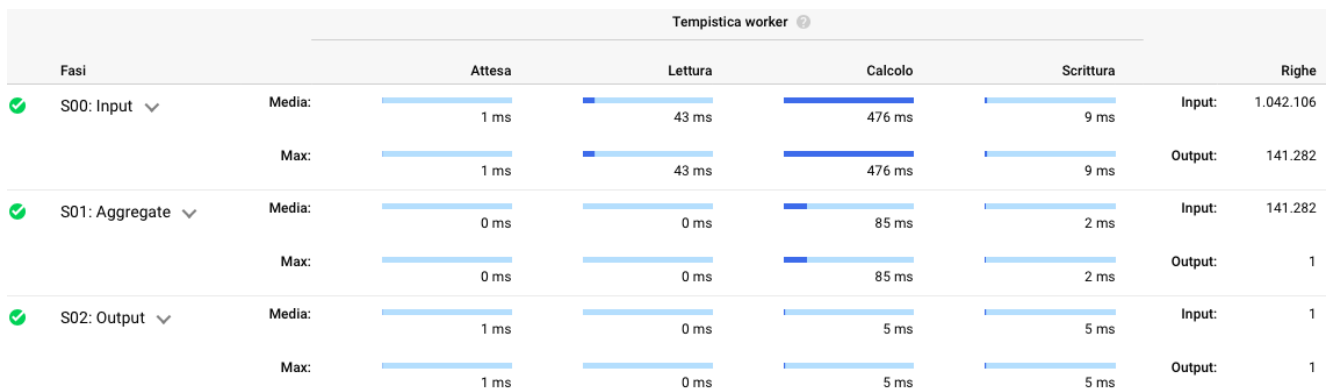 Tempistica worker ?
Fasi Attesa Lettura Calcolo Scrittura Righe
S00: Input Media: 1 ms 43 ms 476 ms 9 ms Input: 1.042.106
Max: 1 ms 43 ms 476 ms 9 ms Output: 141.282
S01: Aggregate Media: 0 ms 0 ms 85 ms 2 ms Input: 141.282
Max: 0 ms 0 ms 85 ms 2 ms Output: 1
S02: Output Media: 1 ms 0 ms 5 ms 5 ms Input: 1
Max: 1 ms 0 ms 5 ms 5 ms Output: 1